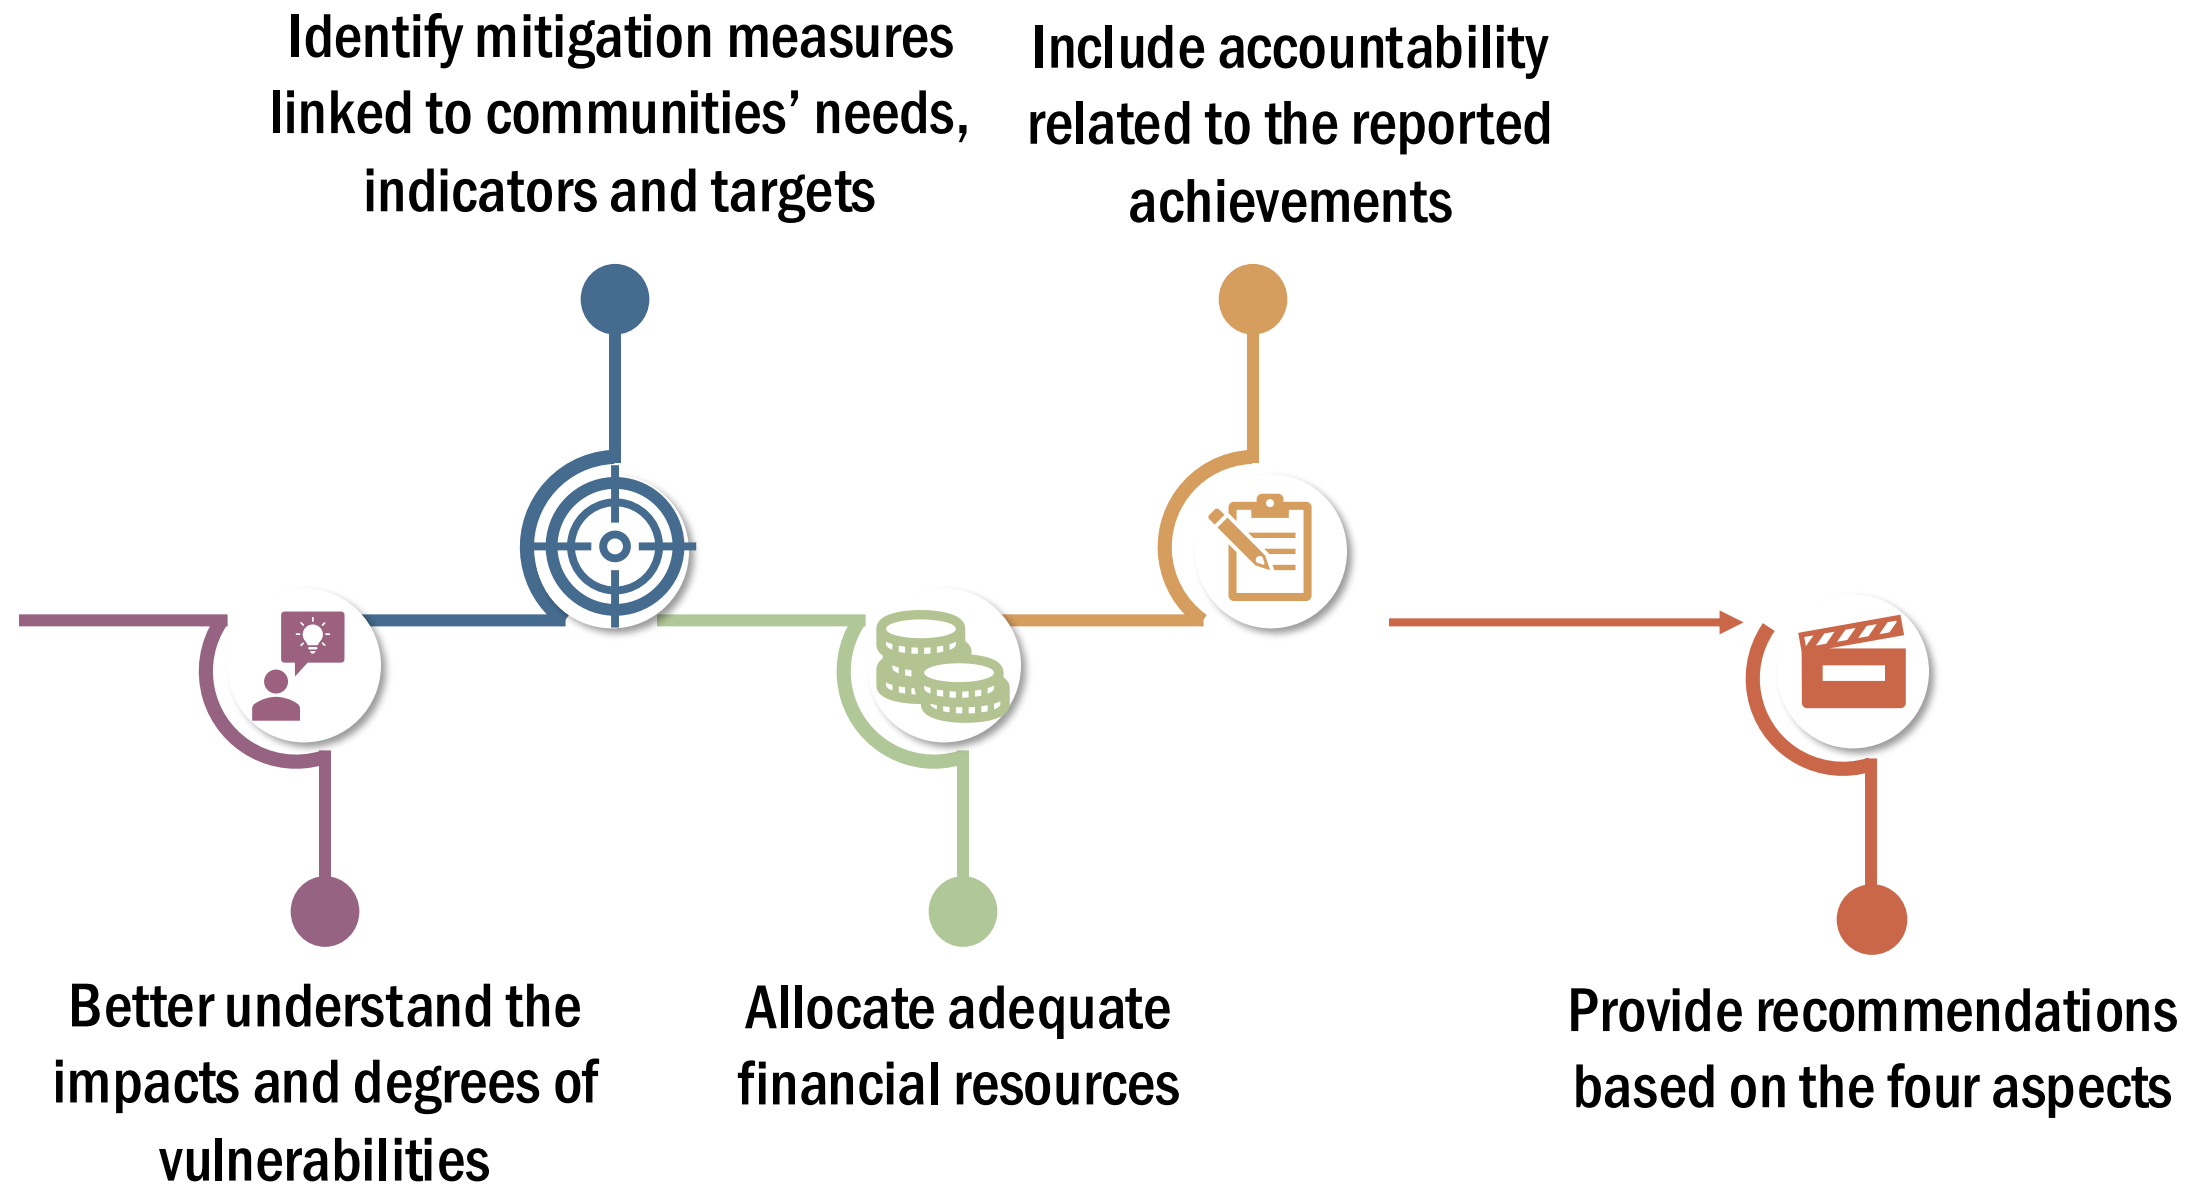 Identify mitigation measures
linked to communities’ needs,
indicators and targets
Include accountability
related to the reported
achievements
Better understand the
impacts and degrees of
vulnerabilities
Allocate adequate
financial resources
Provide recommendations
based on the four aspects